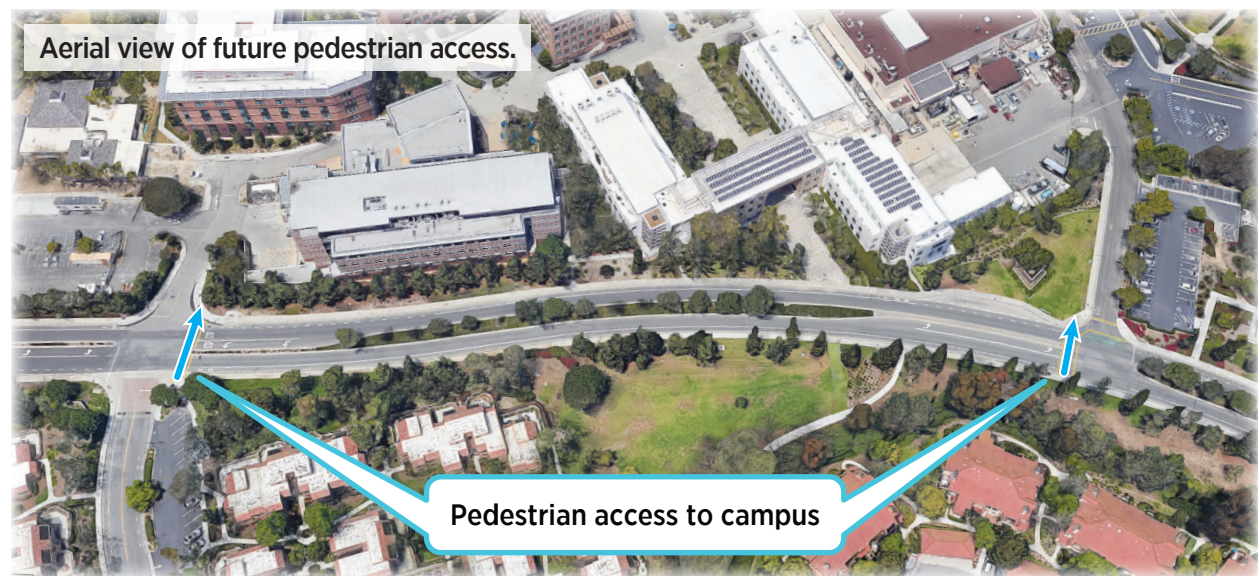 Aerial view of future pedestrian access.
Pedestrian access to campus